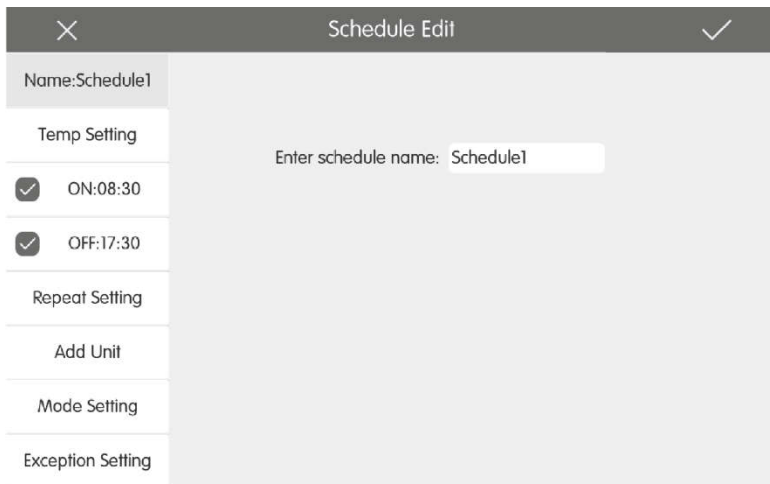 Schedule Edit
Name:Schedule1
Temp Setting
Enter schedule name: Schedule1
ON:08:30
OFF:17:30
Repeat Setting
Add Unit
Mode Setting
Exception Setting